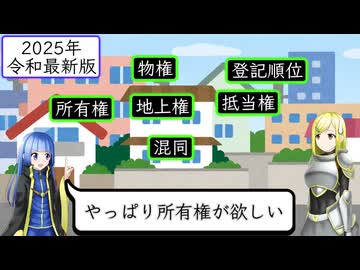 2025年
令和最新版
物権
登記順位
所有権
地上権
抵当権
混同
やっぱり所有権が欲しい